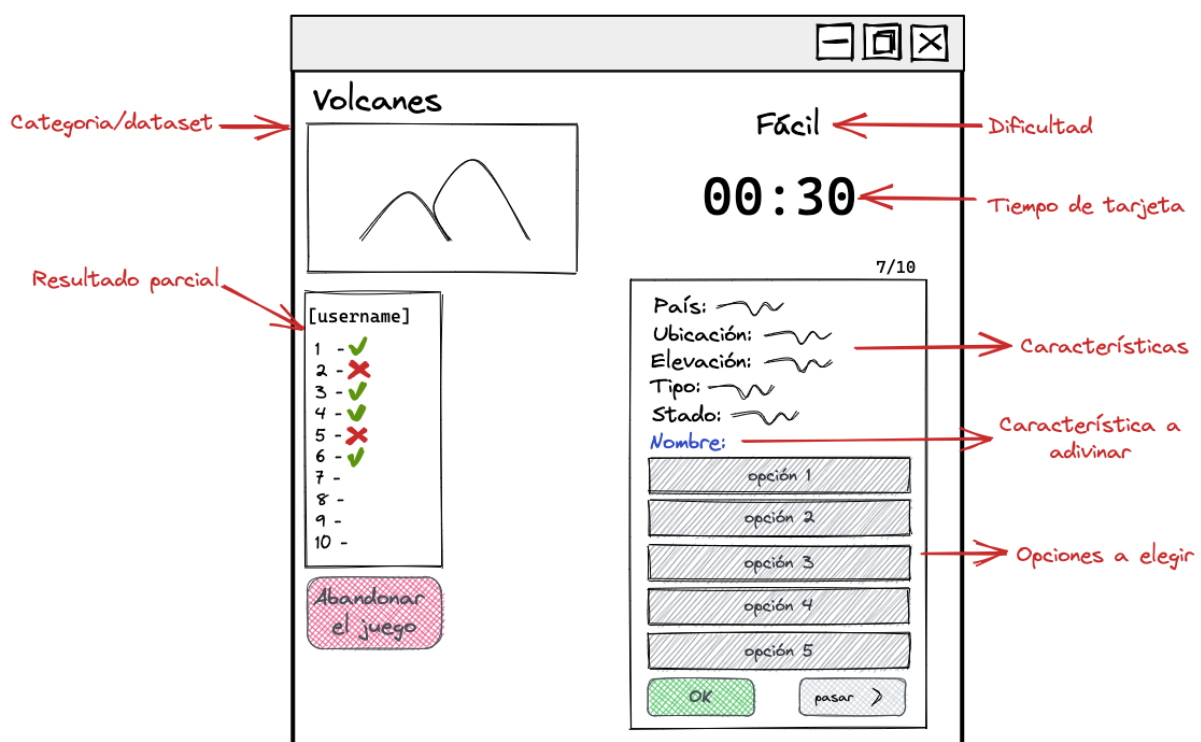 Volcanes
Categoria/dataset
Fácil
Dificultad
00:30
Tiempo de tarjeta
Resultado parcial
7/10
[username]
1 -
2 -
3 -
4 -
5 -
6 -
7 -
8 -
9 -
10 -
Abandonar
el juego
País:
Ubicación:
Elevación:
Tipo:
Stado:
Nombre:
Características
Característica a
adivinar
opción 1
opción 2
opción 3
opción 4
opción 5
Opciones a elegir
OK
pasar